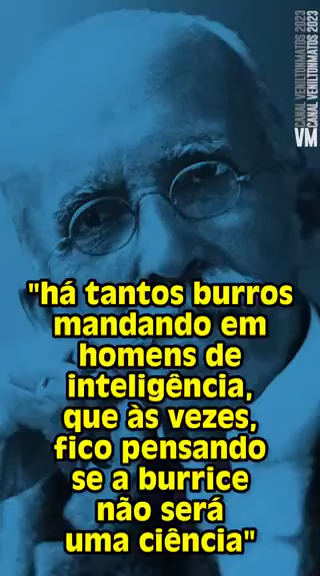 CANAL VENILTONMATOS 2023
CANAL VENILTONMATOS 2023
VM
"há tantos burros
mandando em
homens de
inteligência,
que às vezes,
fico pensando
se a burrice
não será
uma ciência"